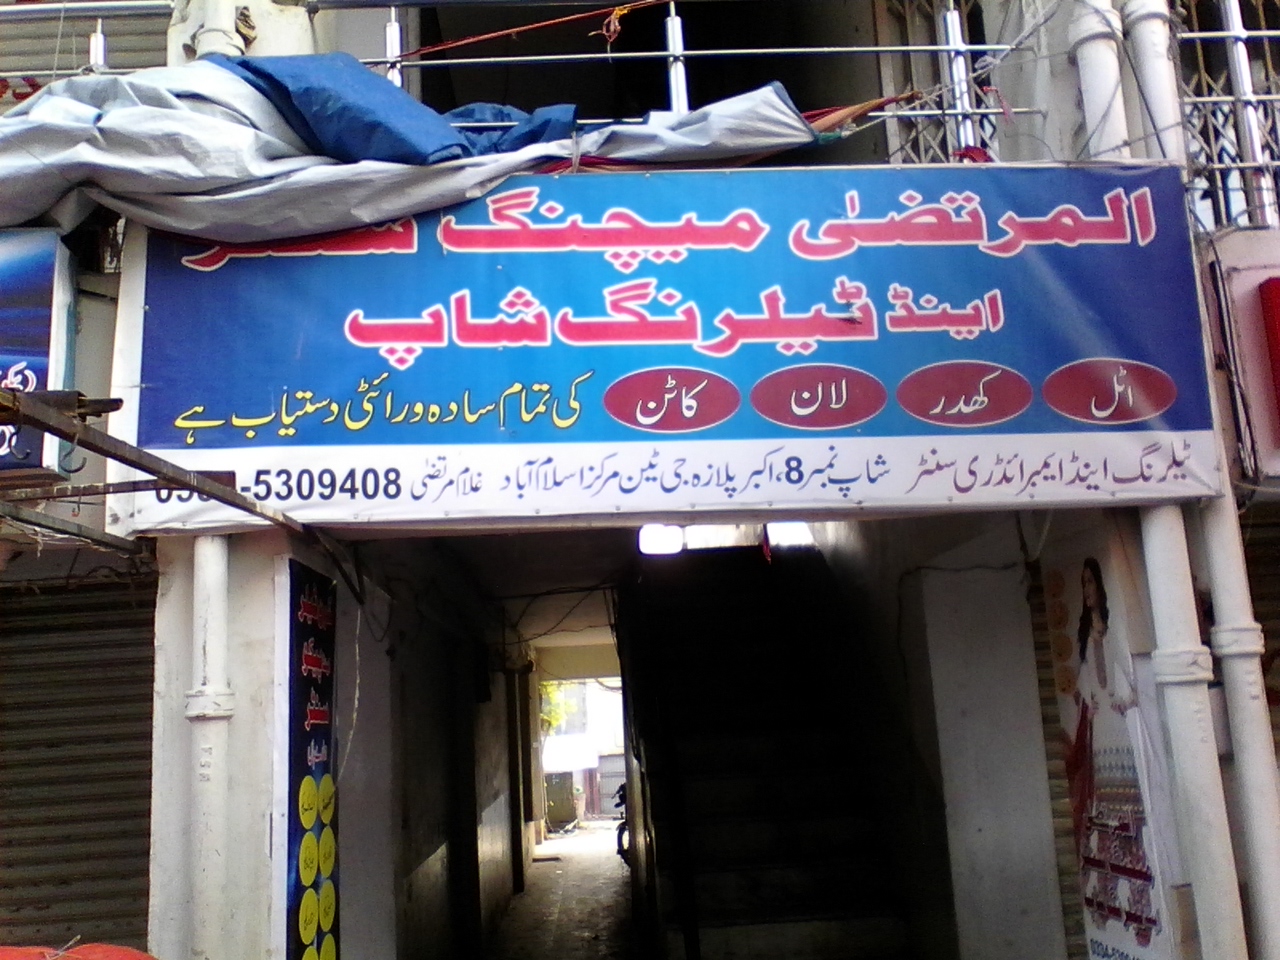 المرتضیٰ میچنگ سنٹر
اینڈ ٹیلرنگ شاپ
اٹل کھدر لان کاٹن کی تمام سادہ ورائٹی دستیاب ہے
ٹیلرنگ اینڈ ایمبرائڈری سنٹر شاپ نمبر 8، اکبر پلازہ جی ٹین مرکز اسلام آباد غلام مرتضیٰ 5309408-